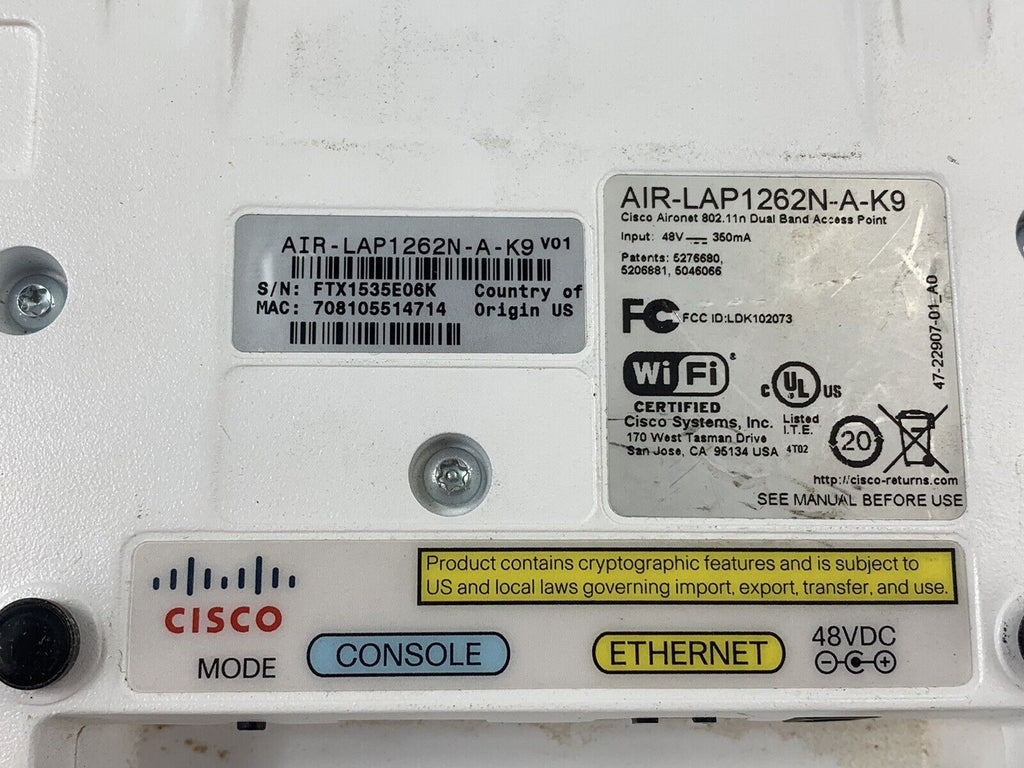 AIR-LAP1262N-A-K9 V01
S/N: FTX1535E06K Country of
MAC: 708105514714 Origin US
AIR-LAP1262N-A-K9
Cisco Aironet 802.11n Dual Band Access Point
Input: 48V 350mA
Patents: 5276680,
5206881, 5046066
FC FCC ID:LDK102073
Wi Fi
CERTIFIED
c UL US
Listed
I.T.E.
4T02
Cisco Systems, Inc.
170 West Tasman Drive
San Jose, CA 95134 USA
20
http://cisco-returns.com
SEE MANUAL BEFORE USE
47-22907-01_A0
CISCO
Product contains cryptographic features and is subject to
US and local laws governing import, export, transfer, and use.
MODE CONSOLE ETHERNET 48VDC